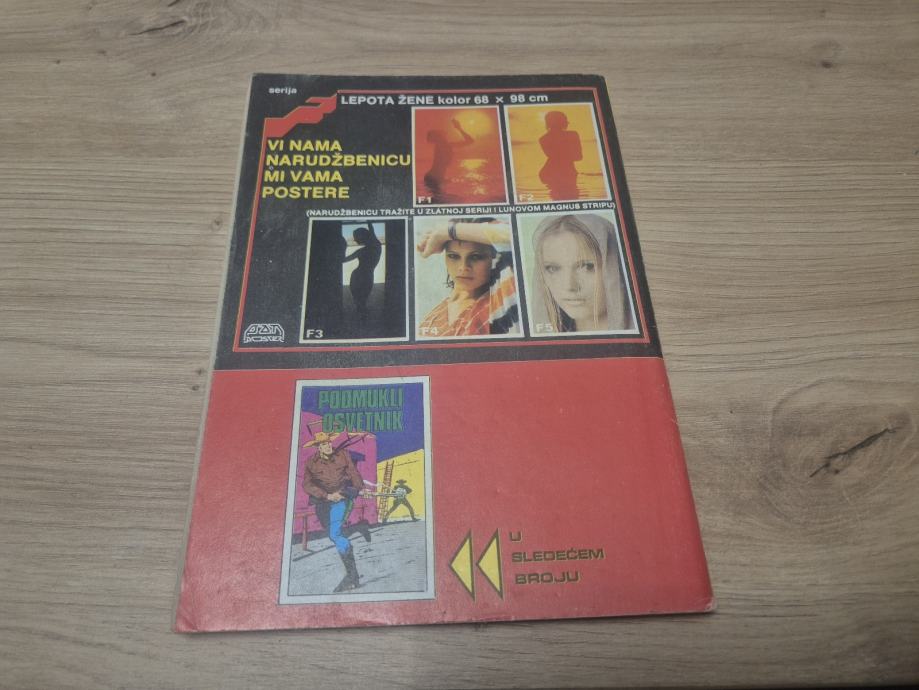 serija
LEPOTA ŽENE kolor 68 × 98 cm
VI NAMA
NARUDŽBENICU
MI VAMA
POSTERE
F1
F2
(NARUDŽBENICU TRAŽITE U ZLATNOJ SERIJI I LUNOVOM MAGNUS STRIPU)
F3
F4
F5
POSTER
PODMUKLI
OSVETNIK
U
SLEDEĆEM
BROJU